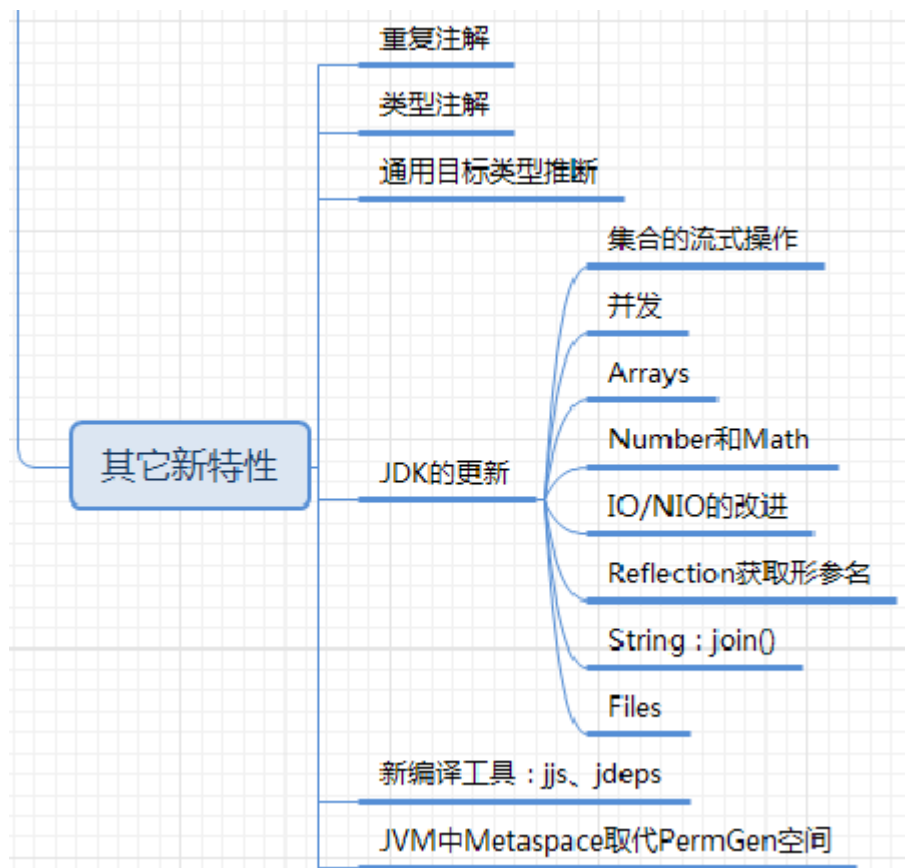 重复注解
类型注解
通用目标类型推断
集合的流式操作
并发
Arrays
Number和Math
其它新特性
JDK的更新
IO/NIO的改进
Reflection获取形参名
String：join()
Files
新编译工具：jjs、jdeps
JVM中Metaspace取代PermGen空间